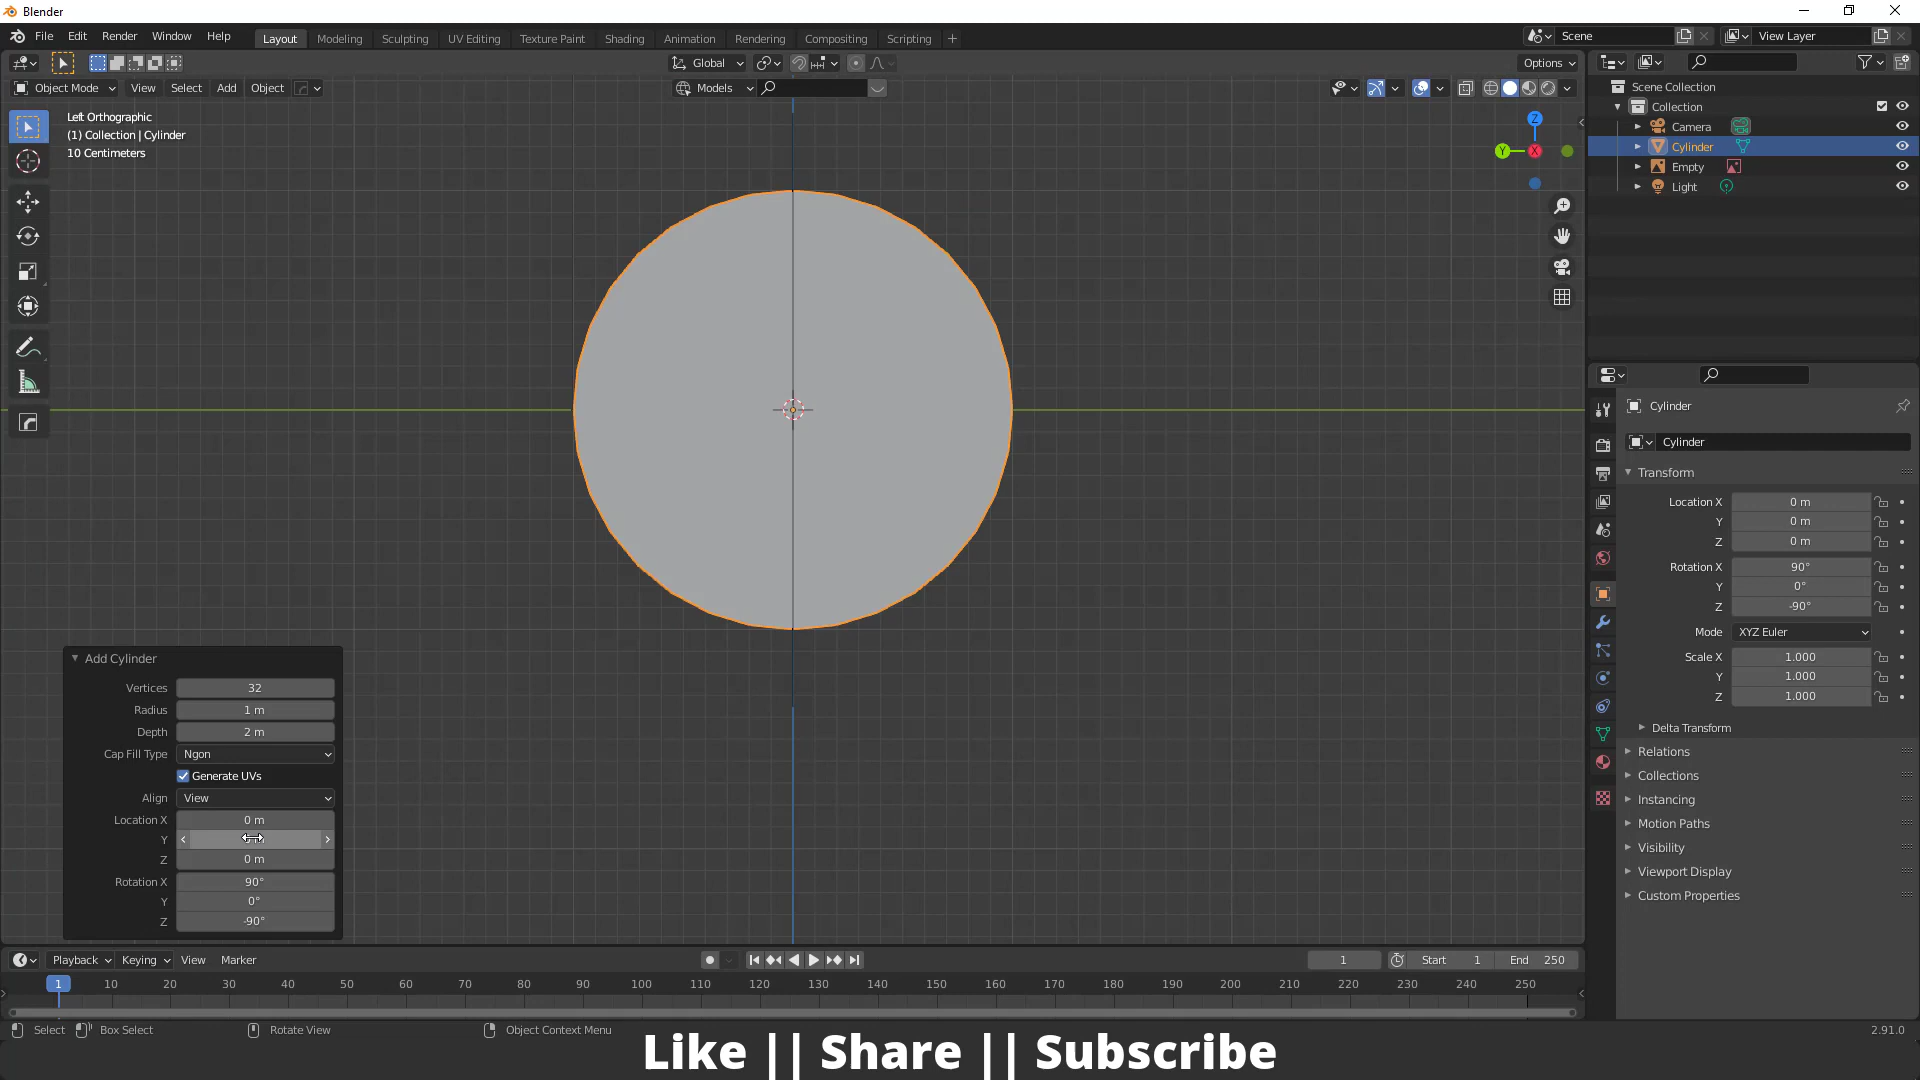 Blender
File Edit Render Window Help
Layout Modeling Sculpting UV Editing Texture Paint Shading Animation Rendering Compositing Scripting +
Scene
View Layer
Global
Options
Object Mode View Select Add Object
Models
Left Orthographic
(1) Collection | Cylinder
10 Centimeters
Z
Y
X
Scene Collection
Collection
Camera
Cylinder
Empty
Light
Cylinder
Cylinder
Transform
Location X 0 m
Y 0 m
Z 0 m
Rotation X 90°
Y 0°
Z -90°
Mode XYZ Euler
Scale X 1.000
Y 1.000
Z 1.000
Delta Transform
Relations
Collections
Instancing
Motion Paths
Visibility
Viewport Display
Custom Properties
Add Cylinder
Vertices 32
Radius 1 m
Depth 2 m
Cap Fill Type Ngon
Generate UVs
Align View
Location X 0 m
Y
Z 0 m
Rotation X 90°
Y 0°
Z -90°
Playback Keying View Marker
1 Start 1 End 250
1 10 20 30 40 50 60 70 80 90 100 110 120 130 140 150 160 170 180 190 200 210 220 230 240 250
Select Box Select Rotate View Object Context Menu
2.91.0
Like || Share || Subscribe